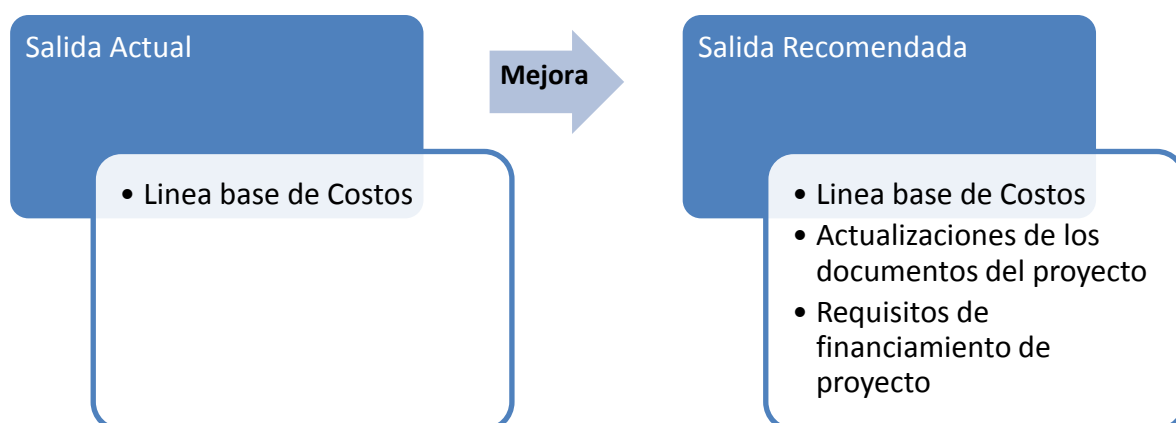 Salida Actual
• Linea base de Costos
Mejora
Salida Recomendada
• Linea base de Costos
• Actualizaciones de los
documentos del proyecto
• Requisitos de
financiamiento de
proyecto